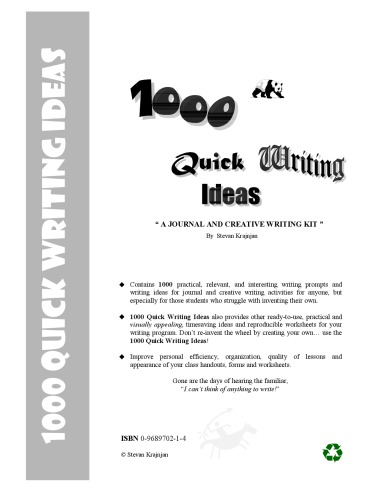 1000 QUICK WRITING IDEAS
1000
Quick Writing
Ideas
“ A JOURNAL AND CREATIVE WRITING KIT ”
By Stevan Krajnjan
◆ Contains 1000 practical, relevant, and interesting writing prompts and
writing ideas for journal and creative writing activities for anyone, but
especially for those students who struggle with inventing their own.
◆ 1000 Quick Writing Ideas also provides other ready-to-use, practical and
visually appealing, timesaving ideas and reproducible worksheets for your
writing program. Don’t re-invent the wheel by creating your own… use the
1000 Quick Writing Ideas!
◆ Improve personal efficiency, organization, quality of lessons and
appearance of your class handouts, forms and worksheets.
Gone are the days of hearing the familiar,
“I can’t think of anything to write!”
ISBN 0-9689702-1-4
© Stevan Krajnjan